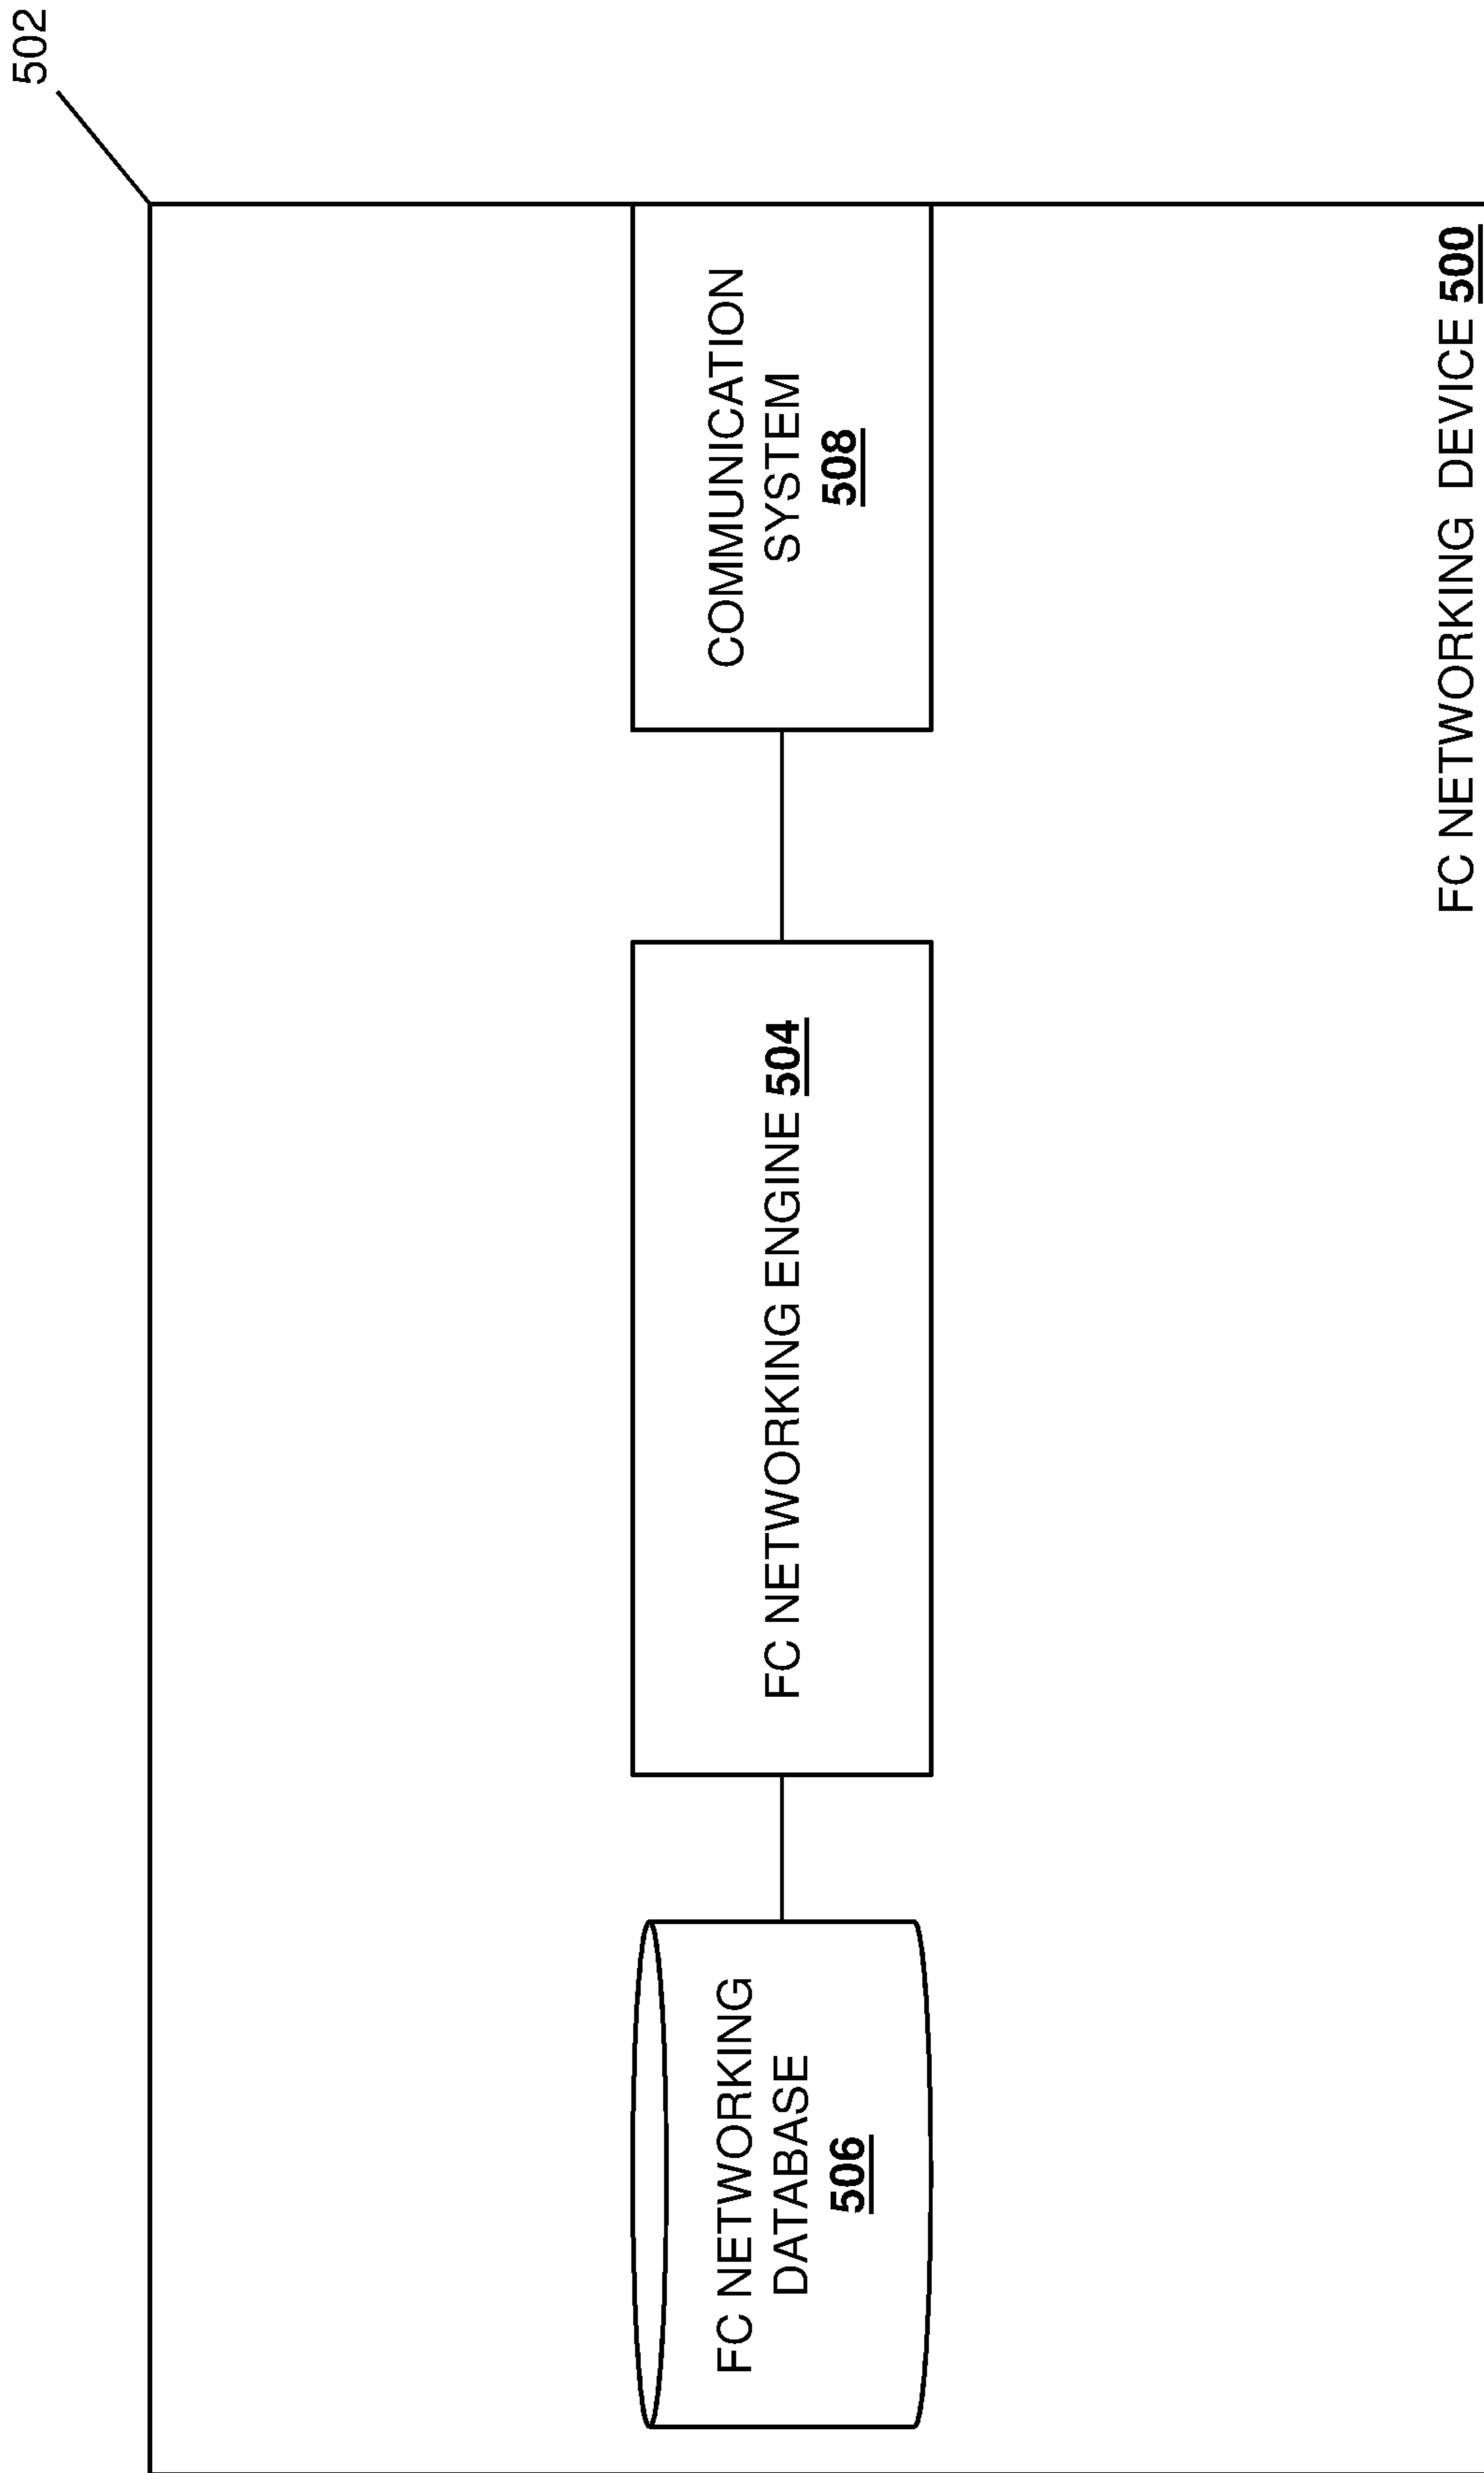 502
FC NETWORKING
DATABASE
506
FC NETWORKING ENGINE 504
COMMUNICATION
SYSTEM
508
FC NETWORKING DEVICE 500